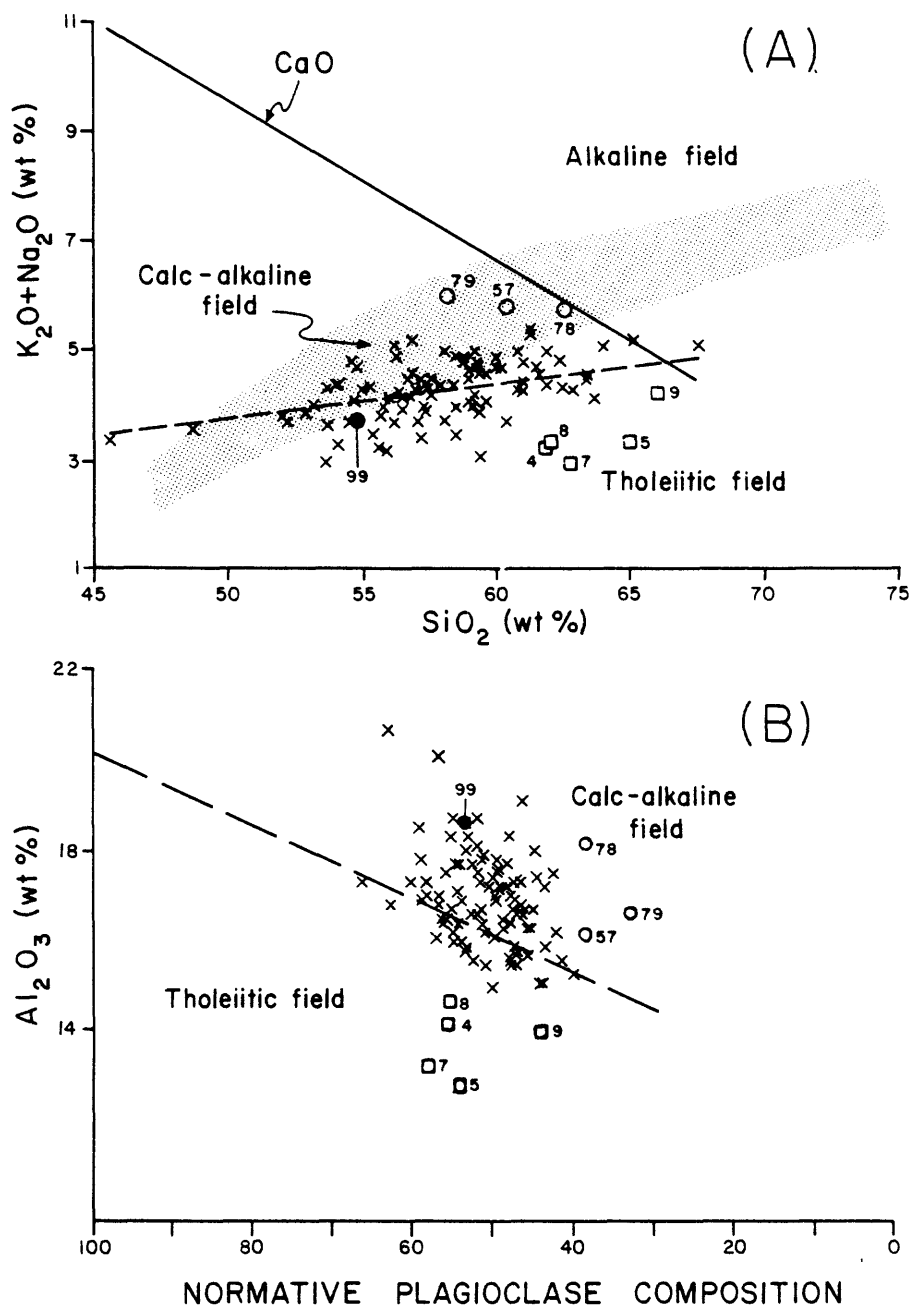 (A)
11
9
7
5
3
1
K2O+Na2O (wt %)
CaO
Alkaline field
Calc-alkaline
field
79
57
78
9
8
4
5
7
99
Tholeiitic field
45
50
55
60
65
70
75
SiO2 (wt %)
(B)
22
18
14
Al2O3 (wt %)
99
Calc-alkaline
field
78
79
57
Tholeiitic field
8
4
9
7
5
100
80
60
40
20
0
NORMATIVE PLAGIOCLASE COMPOSITION